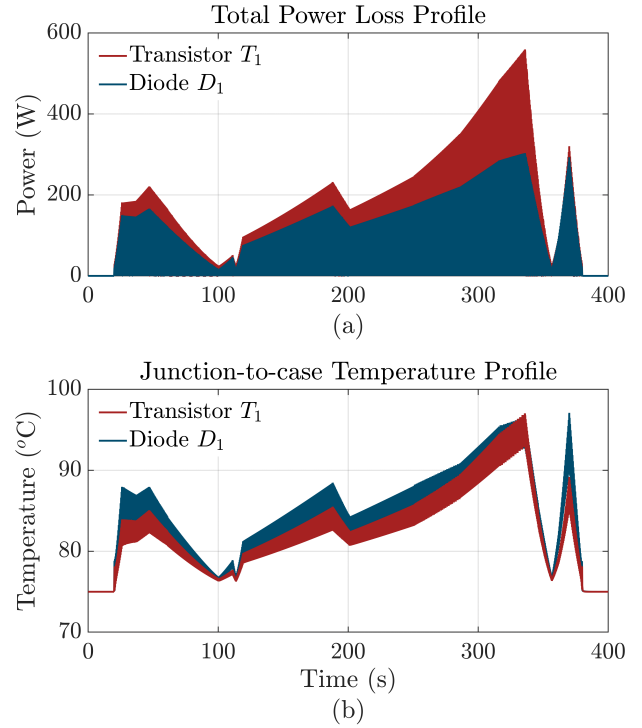 Total Power Loss Profile
600
400
200
0
Power (W)
Transistor T1
Diode D1
0 100 200 300 400
(a)
Junction-to-case Temperature Profile
100
90
80
70
Temperature (°C)
Transistor T1
Diode D1
0 100 200 300 400
Time (s)
(b)